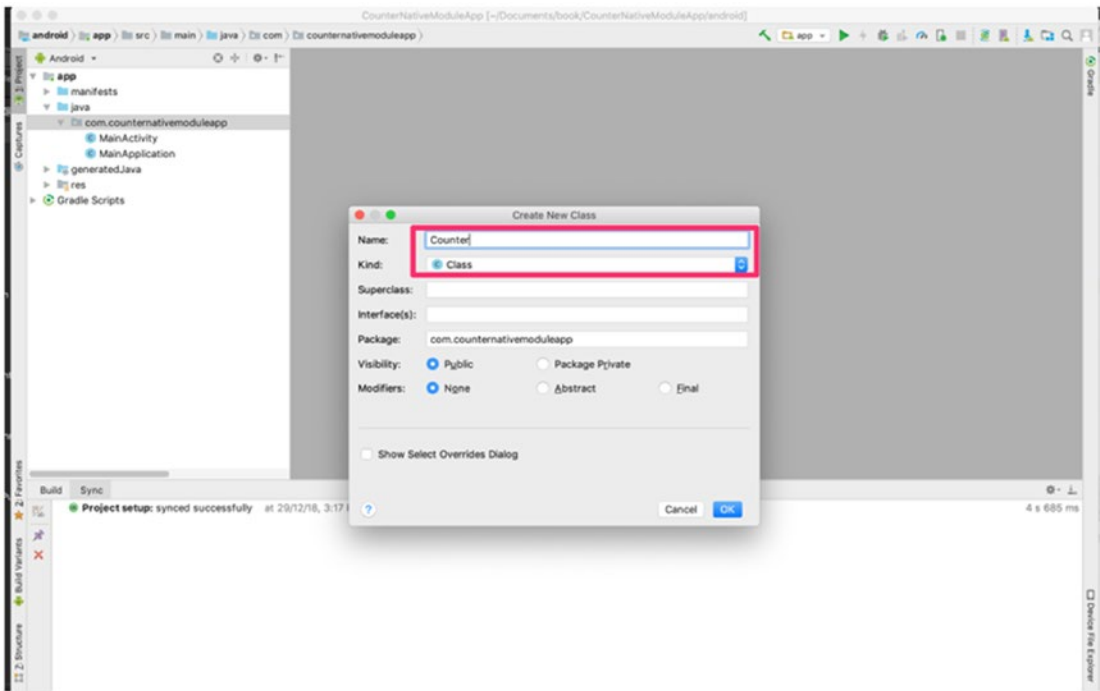 CounterNativeModuleApp [~/Documents/book/CounterNativeModuleApp/android]
android app src main java com counternativemoduleapp
app
Android
app
manifests
java
com.counternativemoduleapp
MainActivity
MainApplication
generatedJava
res
Gradle Scripts
1: Project
Captures
2: Favorites
Build Variants
Z: Structure
Gradle
Device File Explorer
Create New Class
Name: Counter
Kind: Class
Superclass:
Interface(s):
Package: com.counternativemoduleapp
Visibility: Public Package Private
Modifiers: None Abstract Final
Show Select Overrides Dialog
? Cancel OK
Build Sync
Project setup: synced successfully at 29/12/18, 3:17
4 s 685 ms